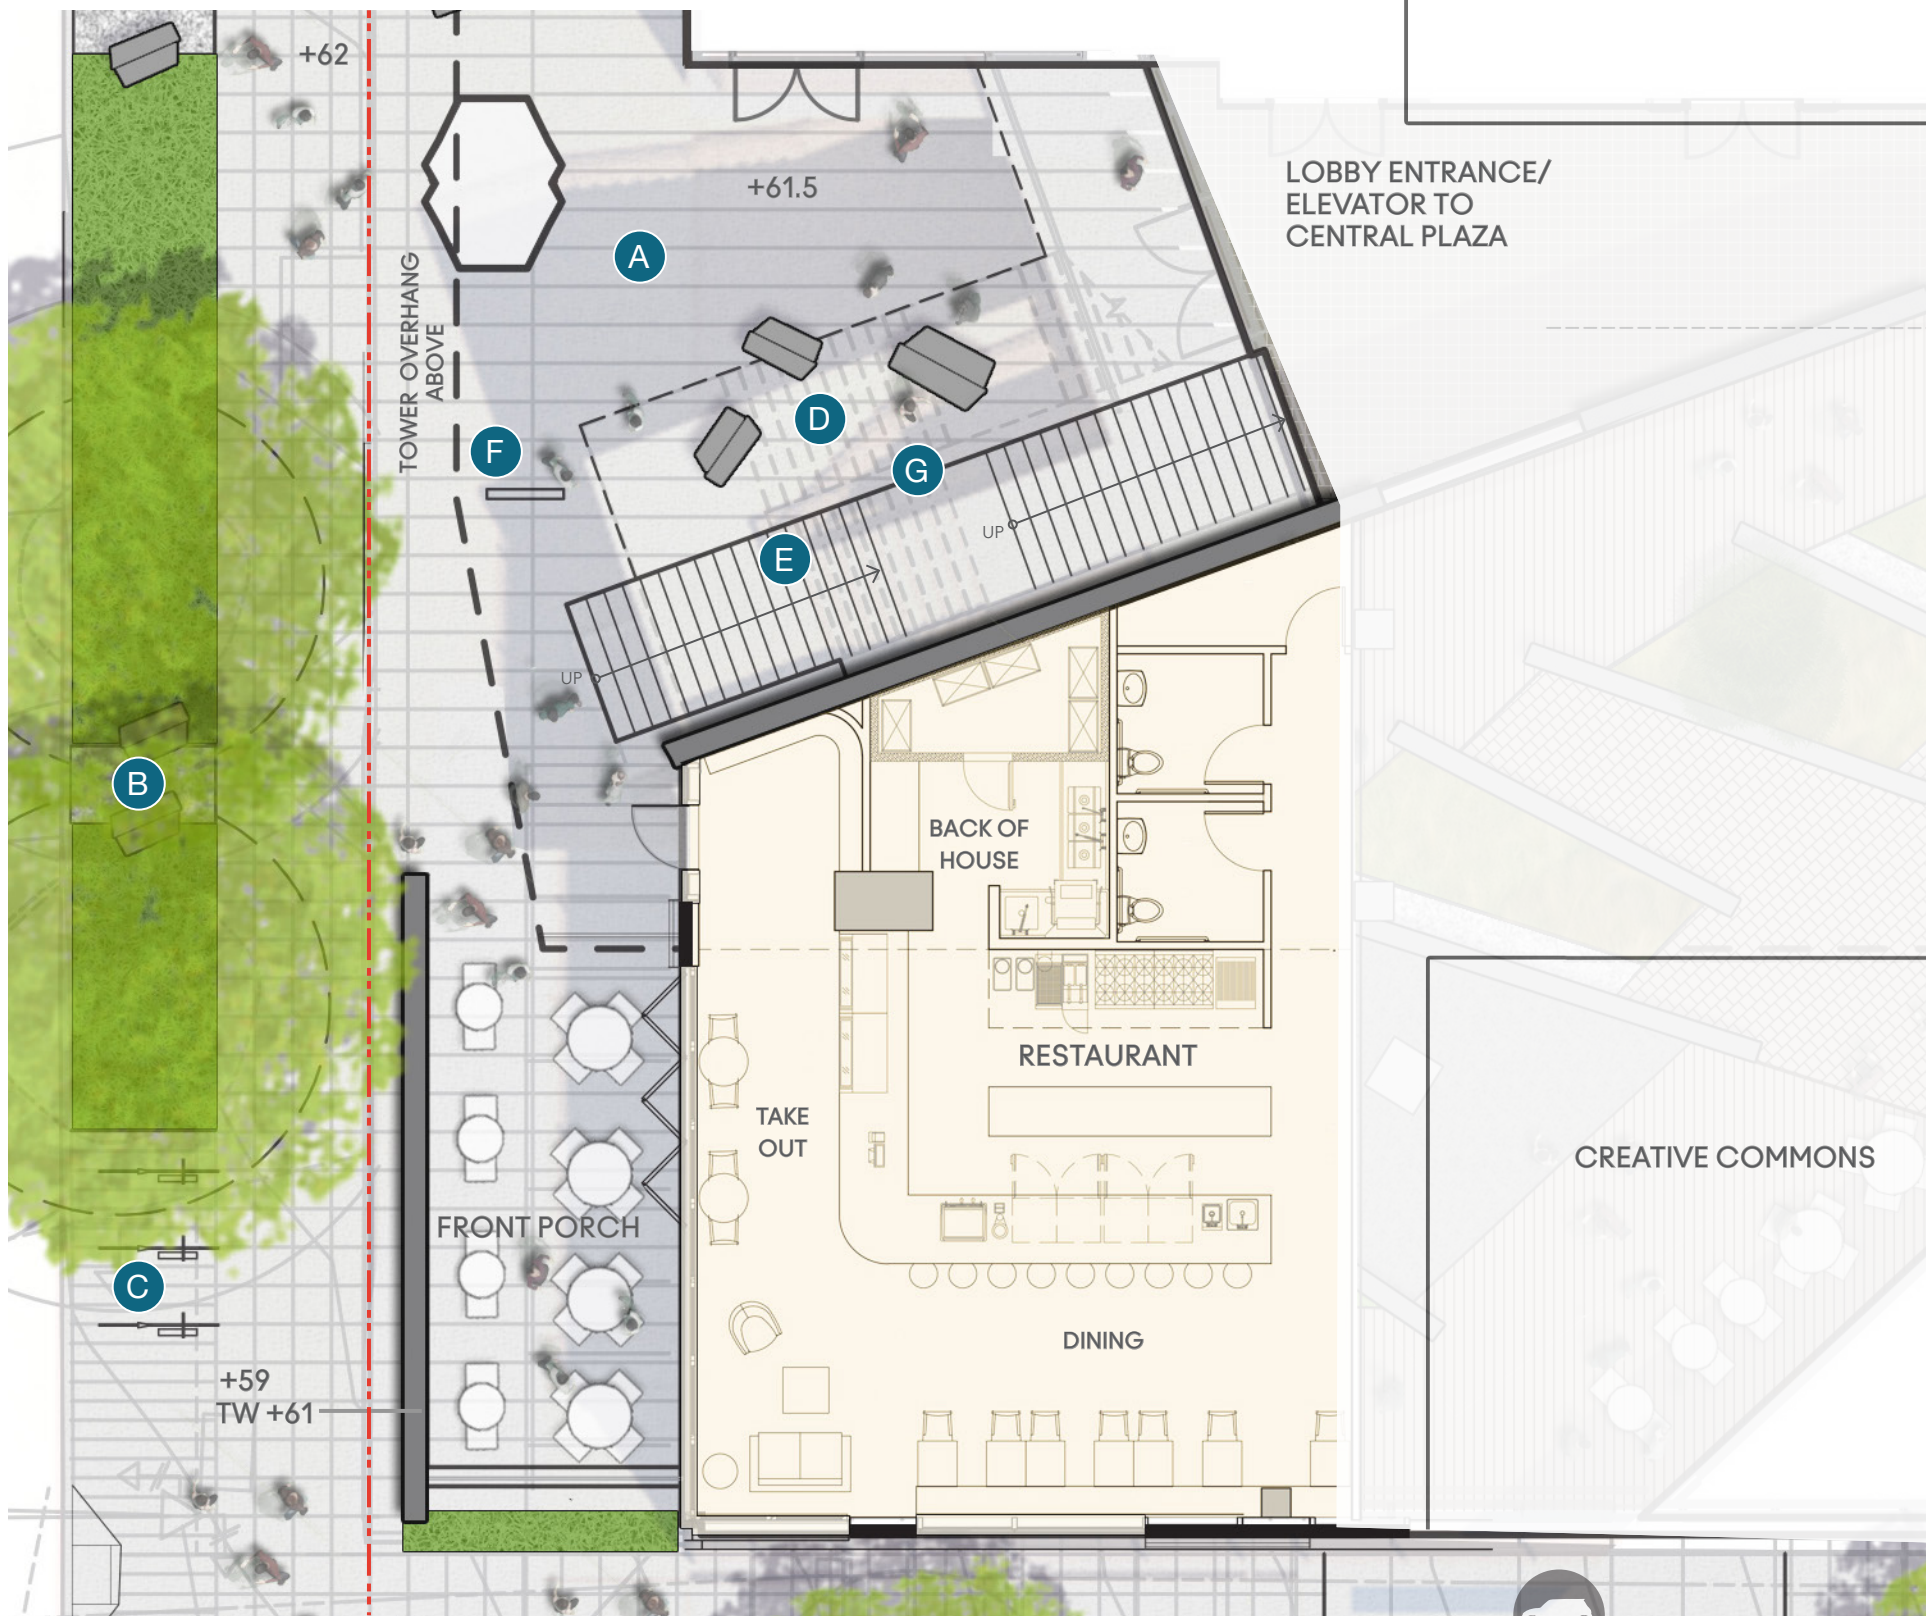 +62
LOBBY ENTRANCE/
ELEVATOR TO
CENTRAL PLAZA
+61.5
A
TOWER OVERHANG
ABOVE
D
F
G
UP
E
UP
B
BACK OF
HOUSE
RESTAURANT
TAKE
OUT
CREATIVE COMMONS
FRONT PORCH
C
DINING
+59
TW +61